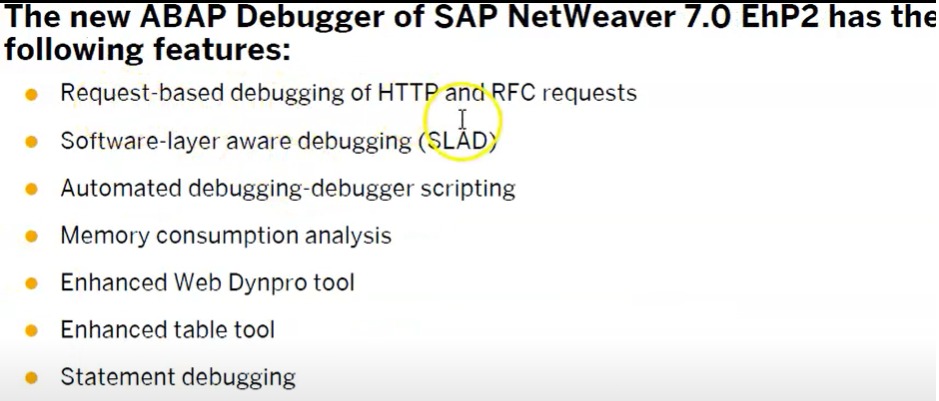 The new ABAP Debugger of SAP NetWeaver 7.0 EhP2 has the
following features:
Request-based debugging of HTTP and RFC requests
Software-layer aware debugging (SLAD)
Automated debugging-debugger scripting
Memory consumption analysis
Enhanced Web Dynpro tool
Enhanced table tool
Statement debugging